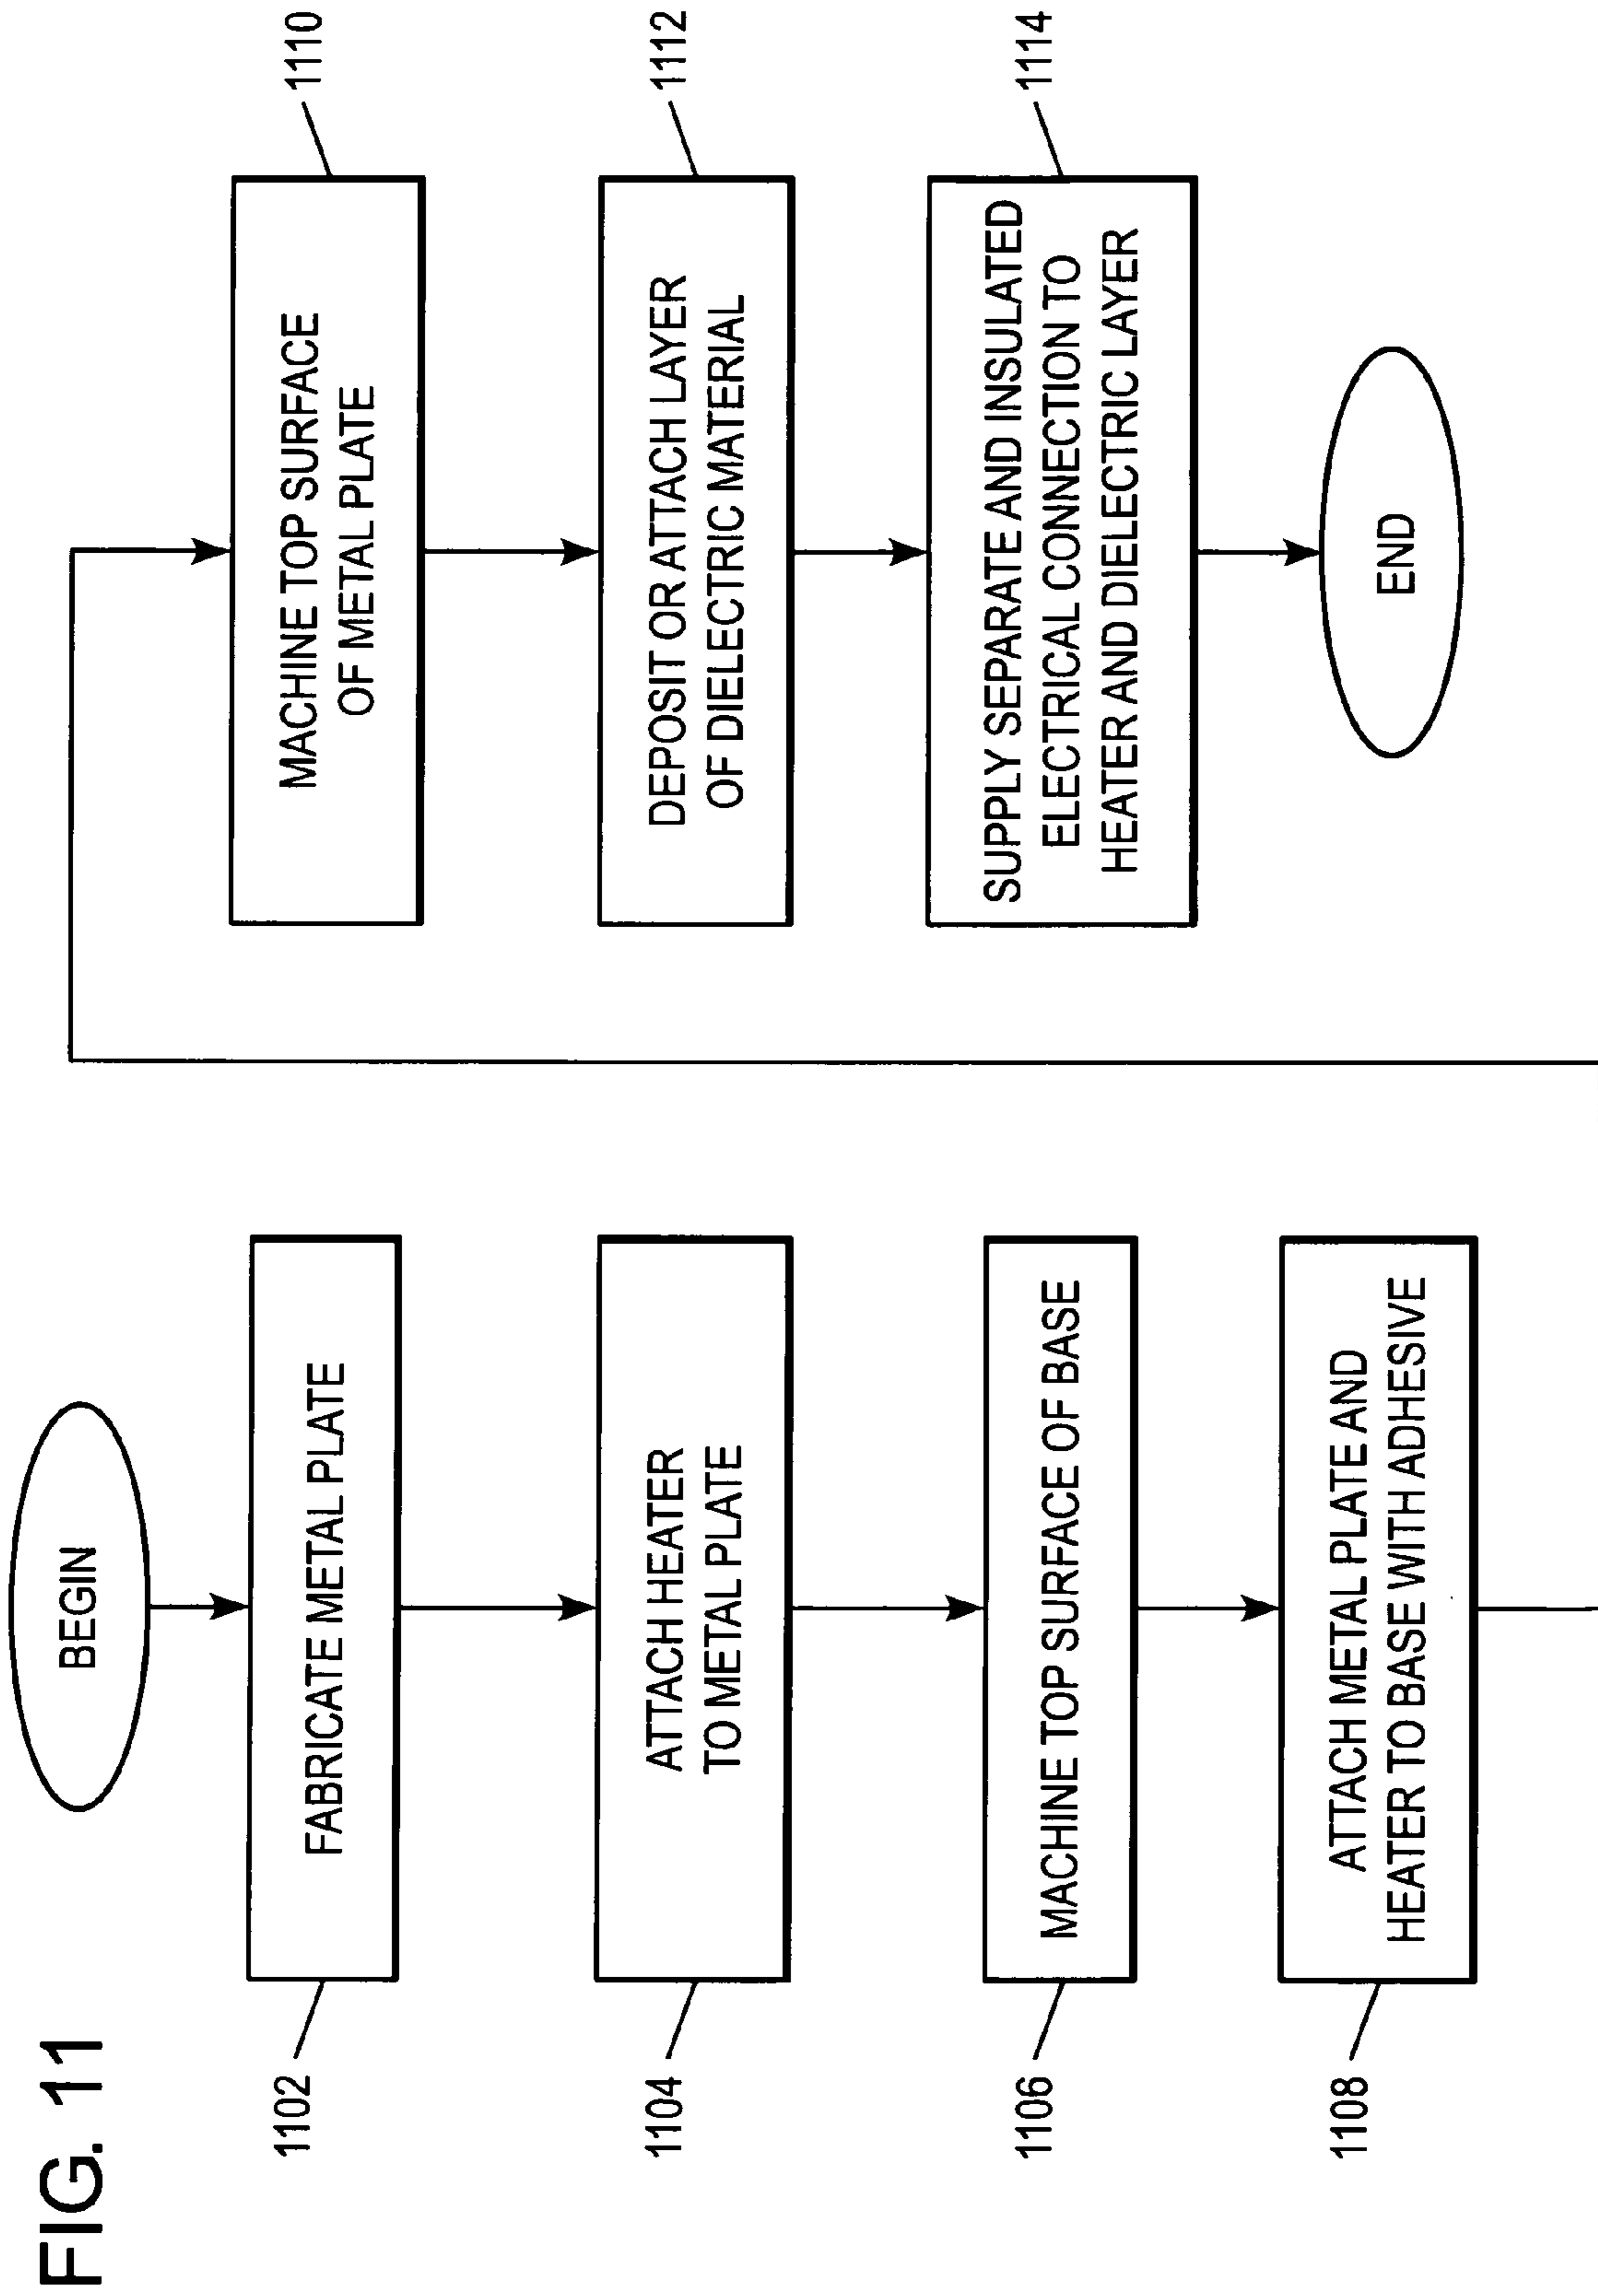 FIG. 11
BEGIN
FABRICATE METAL PLATE
1102
ATTACH HEATER
TO METAL PLATE
1104
MACHINE TOP SURFACE OF BASE
1106
ATTACH METAL PLATE AND
HEATER TO BASE WITH ADHESIVE
1108
MACHINE TOP SURFACE
OF METAL PLATE
1110
DEPOSIT OR ATTACH LAYER
OF DIELECTRIC MATERIAL
1112
SUPPLY SEPARATE AND INSULATED
ELECTRICAL CONNECTION TO
HEATER AND DIELECTRIC LAYER
1114
END